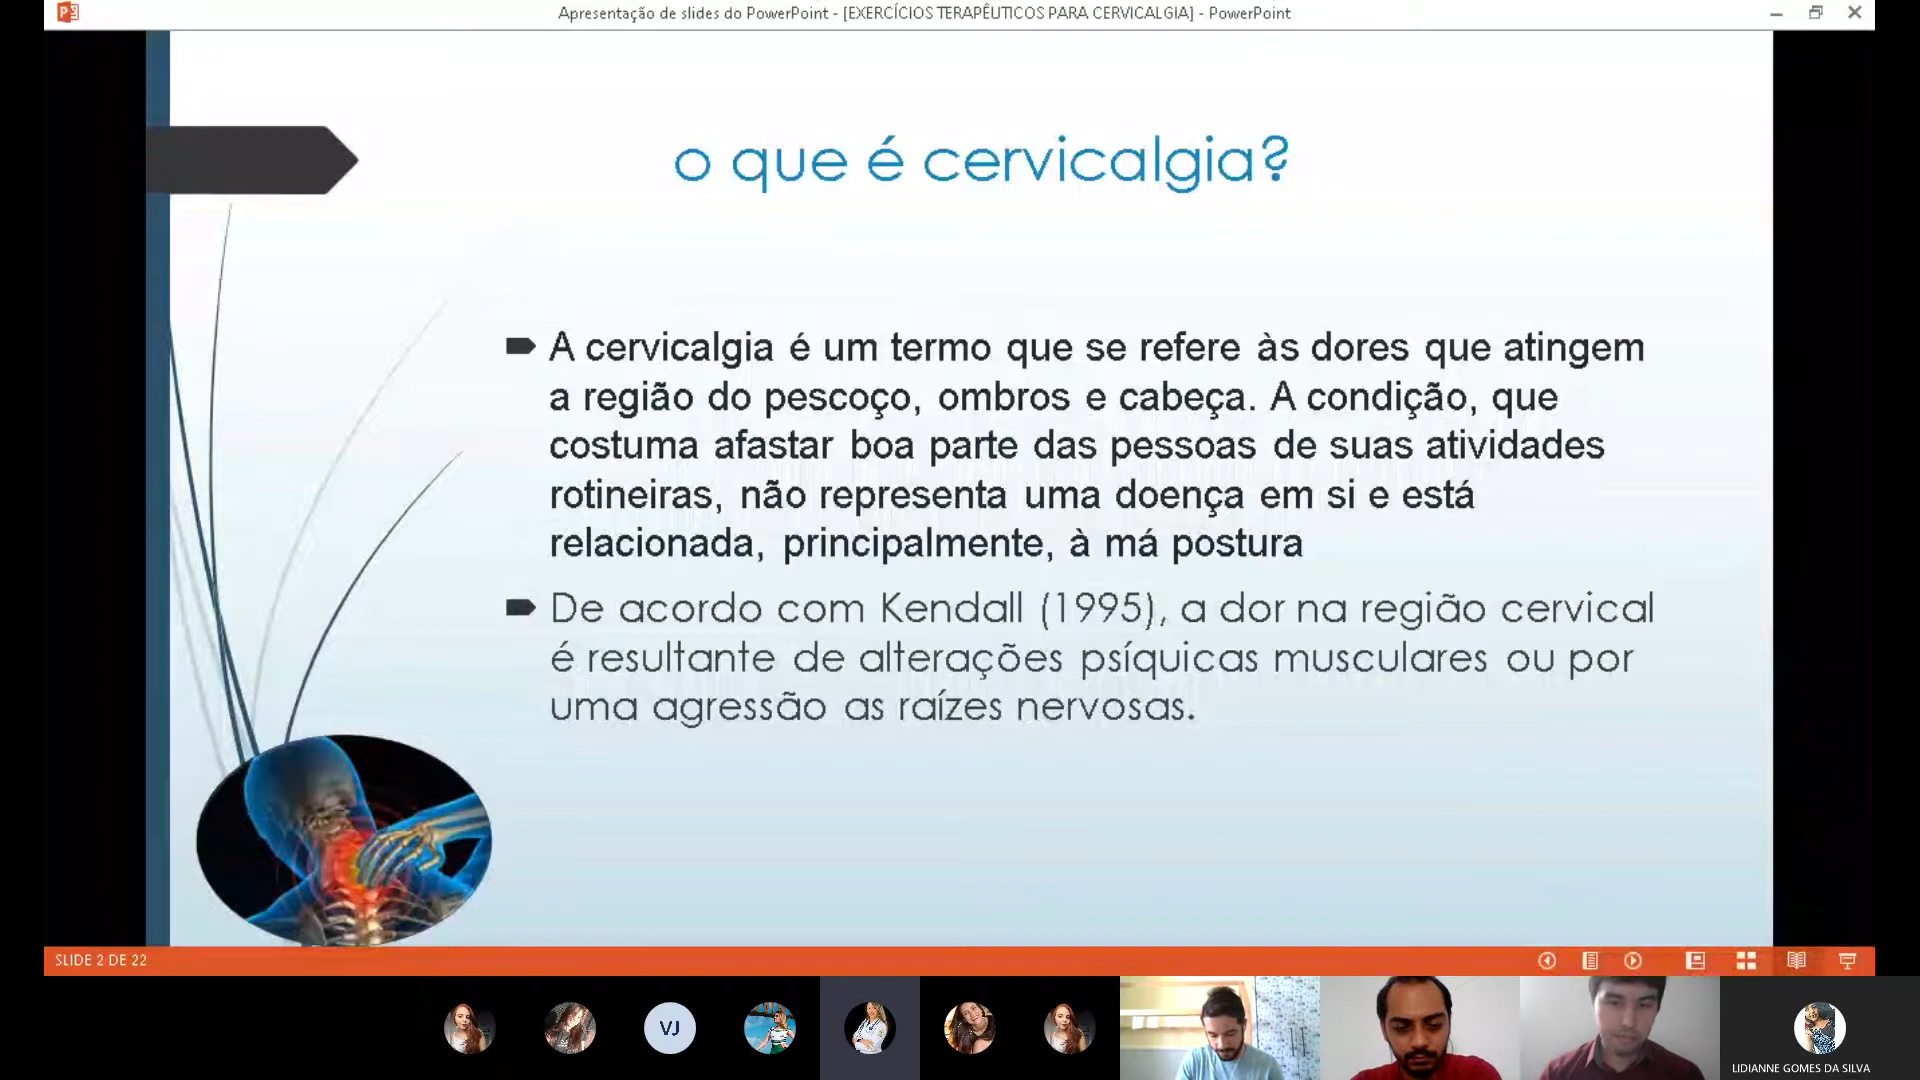 Apresentação de slides do PowerPoint - [EXERCÍCIOS TERAPÊUTICOS PARA CERVICALGIA] - PowerPoint
o que é cervicalgia?
A cervicalgia é um termo que se refere às dores que atingem
a região do pescoço, ombros e cabeça. A condição, que
costuma afastar boa parte das pessoas de suas atividades
rotineiras, não representa uma doença em si e está
relacionada, principalmente, à má postura
De acordo com Kendall (1995), a dor na região cervical
é resultante de alterações psíquicas musculares ou por
uma agressão as raízes nervosas.
SLIDE 2 DE 22
VJ
LIDIANNE GOMES DA SILVA